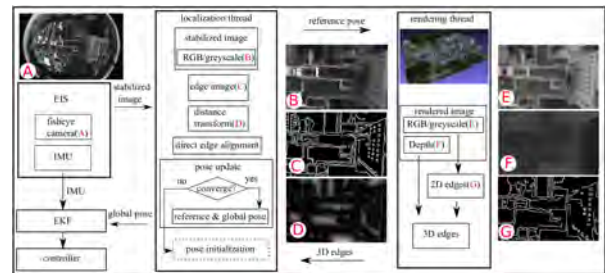 localization thread
reference pose
rendering thread
stabilized image
RGB/greyscale(B)
A
stabilized
image
edge image(C)
B
E
EIS
fisheye
camera(A)
distance
transform(D)
rendered image
RGB/greyscale(E)
Depth(F)
C
F
IMU
direct edge alignment
pose update
no
yes
converge?
2D edges(G)
IMU
global pose
EKF
reference & global pose
D
G
3D edges
pose initialization
3D edges
controller